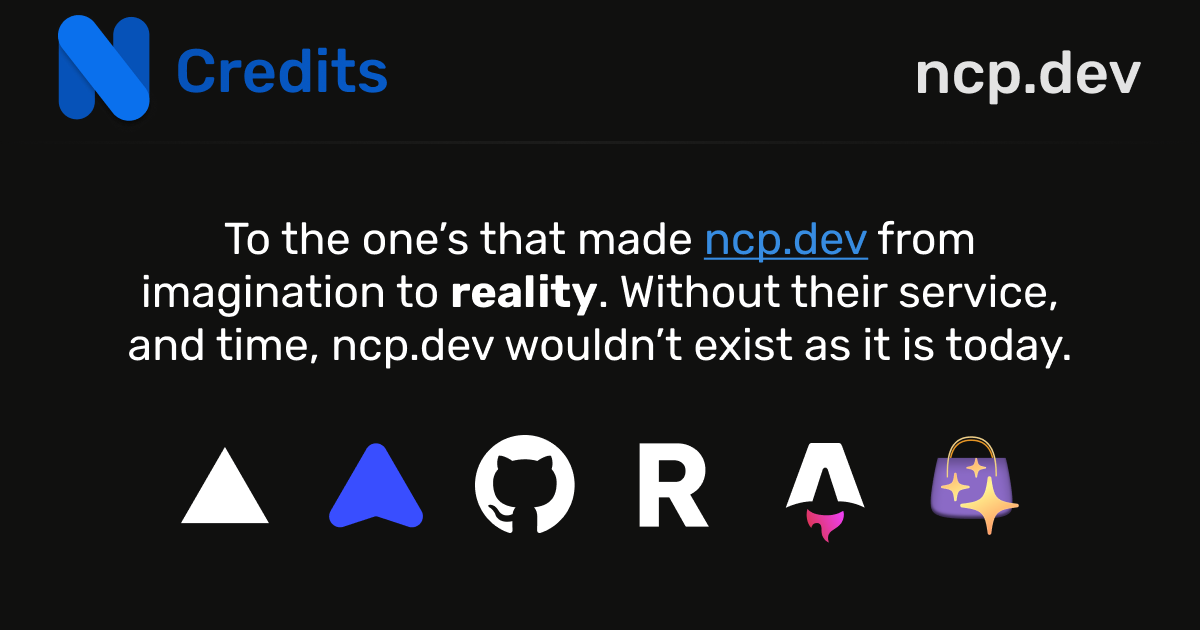 Credits
ncp.dev
To the one’s that made ncp.dev from
imagination to reality. Without their service,
and time, ncp.dev wouldn’t exist as it is today.
R